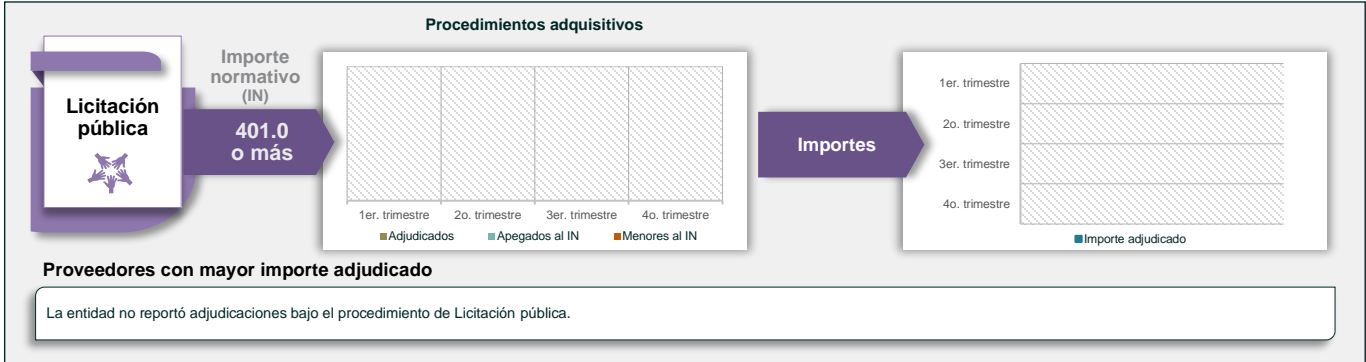 Procedimientos adquisitivos
Licitación
pública
Importe
normativo
(IN)
401.0
o más
1er. trimestre
2o. trimestre
3er. trimestre
4o. trimestre
Adjudicados
Apegados al IN
Menores al IN
Importes
1er. trimestre
2o. trimestre
3er. trimestre
4o. trimestre
Importe adjudicado
Proveedores con mayor importe adjudicado
La entidad no reportó adjudicaciones bajo el procedimiento de Licitación pública.